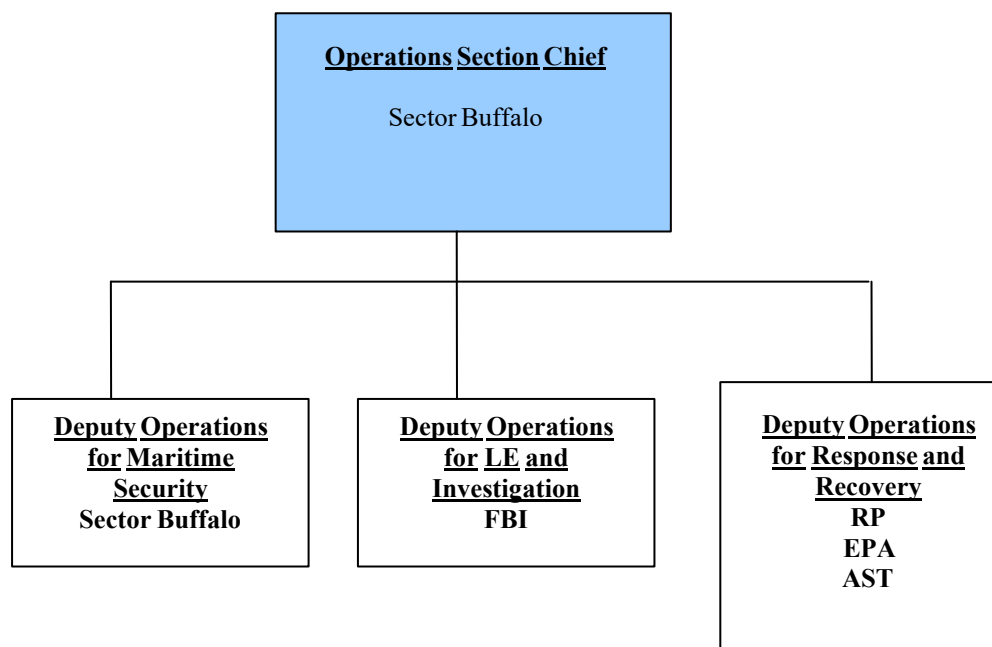 Operations Section Chief
Sector Buffalo
Deputy Operations
for Maritime
Security
Sector Buffalo
Deputy Operations
for LE and
Investigation
FBI
Deputy Operations
for Response and
Recovery
RP
EPA
AST